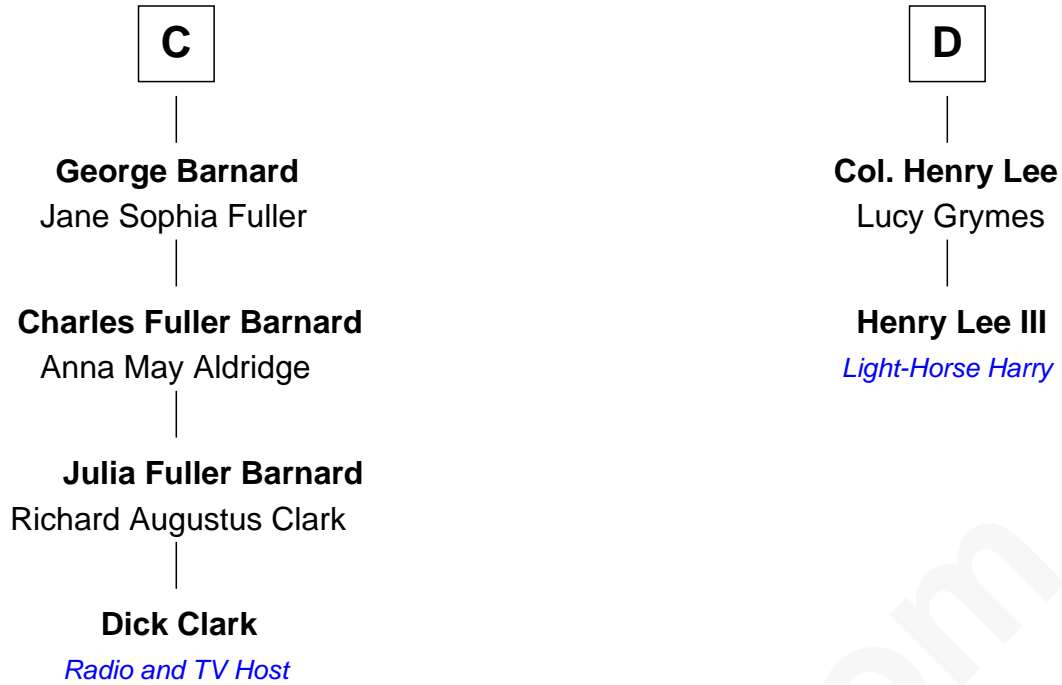 C
George Barnard
Jane Sophia Fuller
Charles Fuller Barnard
Anna May Aldridge
Julia Fuller Barnard
Richard Augustus Clark
Dick Clark
Radio and TV Host
D
Col. Henry Lee
Lucy Grymes
Henry Lee III
Light-Horse Harry
om